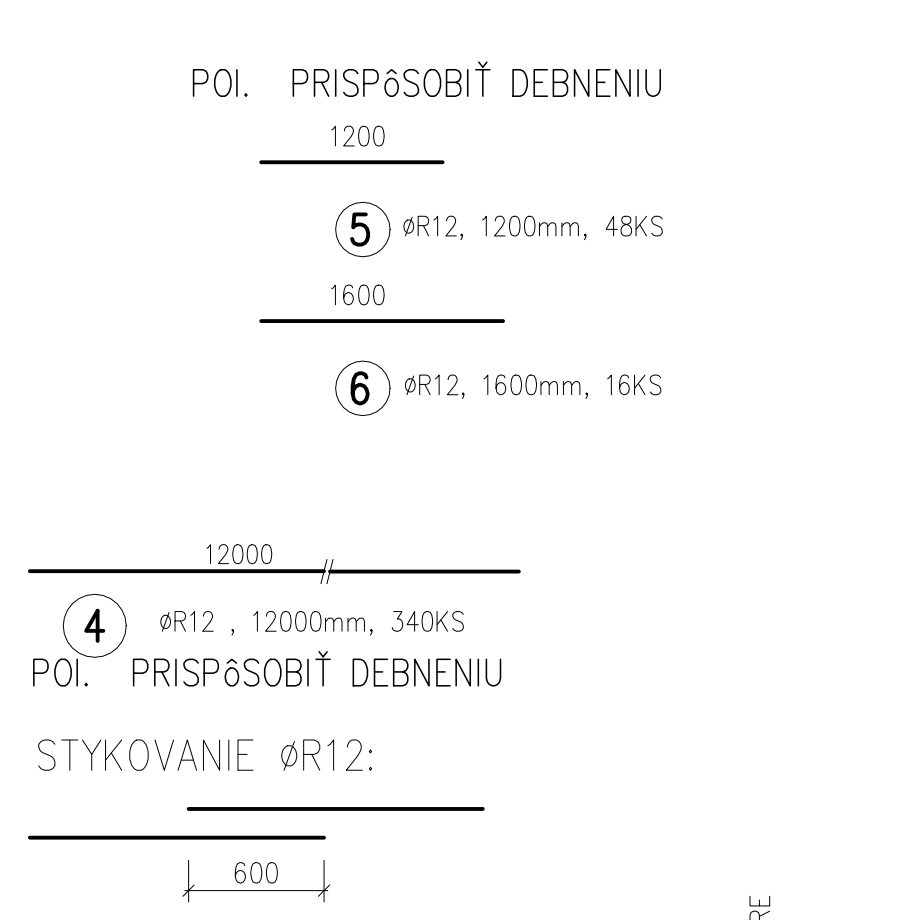 POI. PRISPôSOBIŤ DEBNENIU
1200
5 øR12, 1200mm, 48KS
1600
6 øR12, 1600mm, 16KS
12000
4 øR12 , 12000mm, 340KS
POI. PRISPôSOBIŤ DEBNENIU
STYKOVANIE øR12:
600
RE